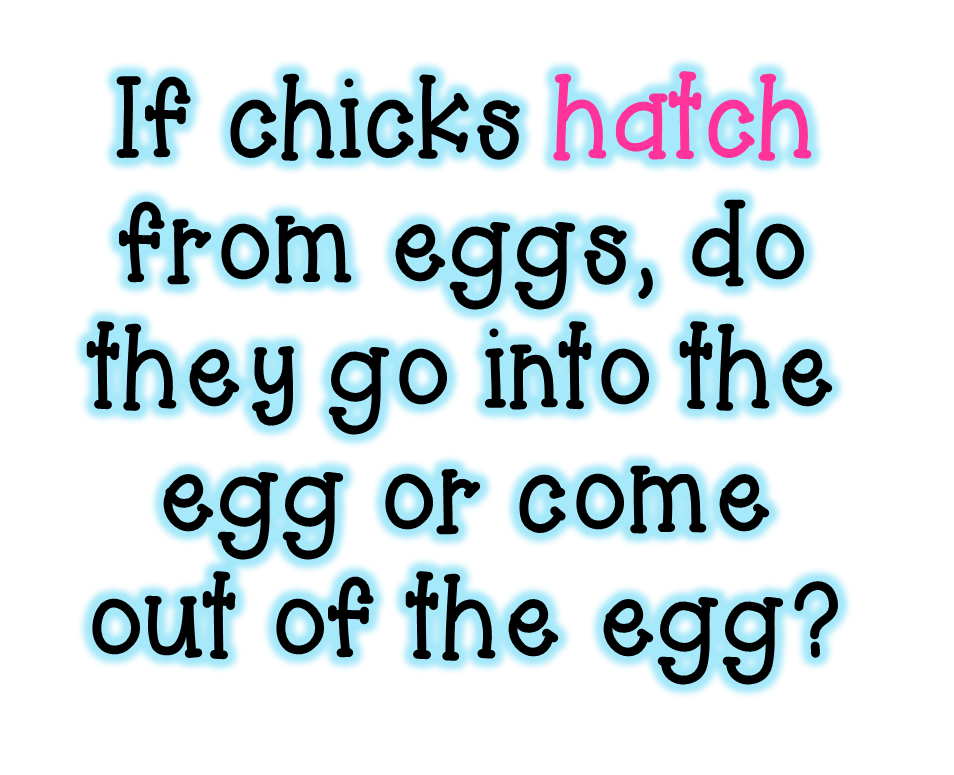 If chicks hatch
from eggs, do
they go into the
egg or come
out of the egg?